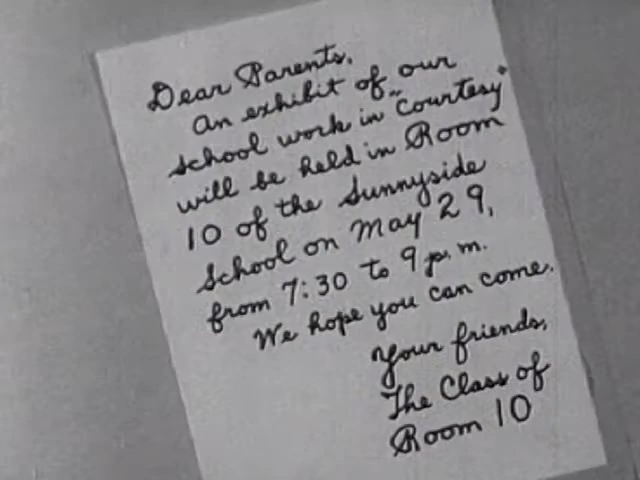 Dear Parents,
An exhibit of our
school work in "Courtesy"
will be held in Room
10 of the Sunnyside
School on May 29,
from 7:30 to 9 p.m.
We hope you can come.
Your friends,
The Class of
Room 10